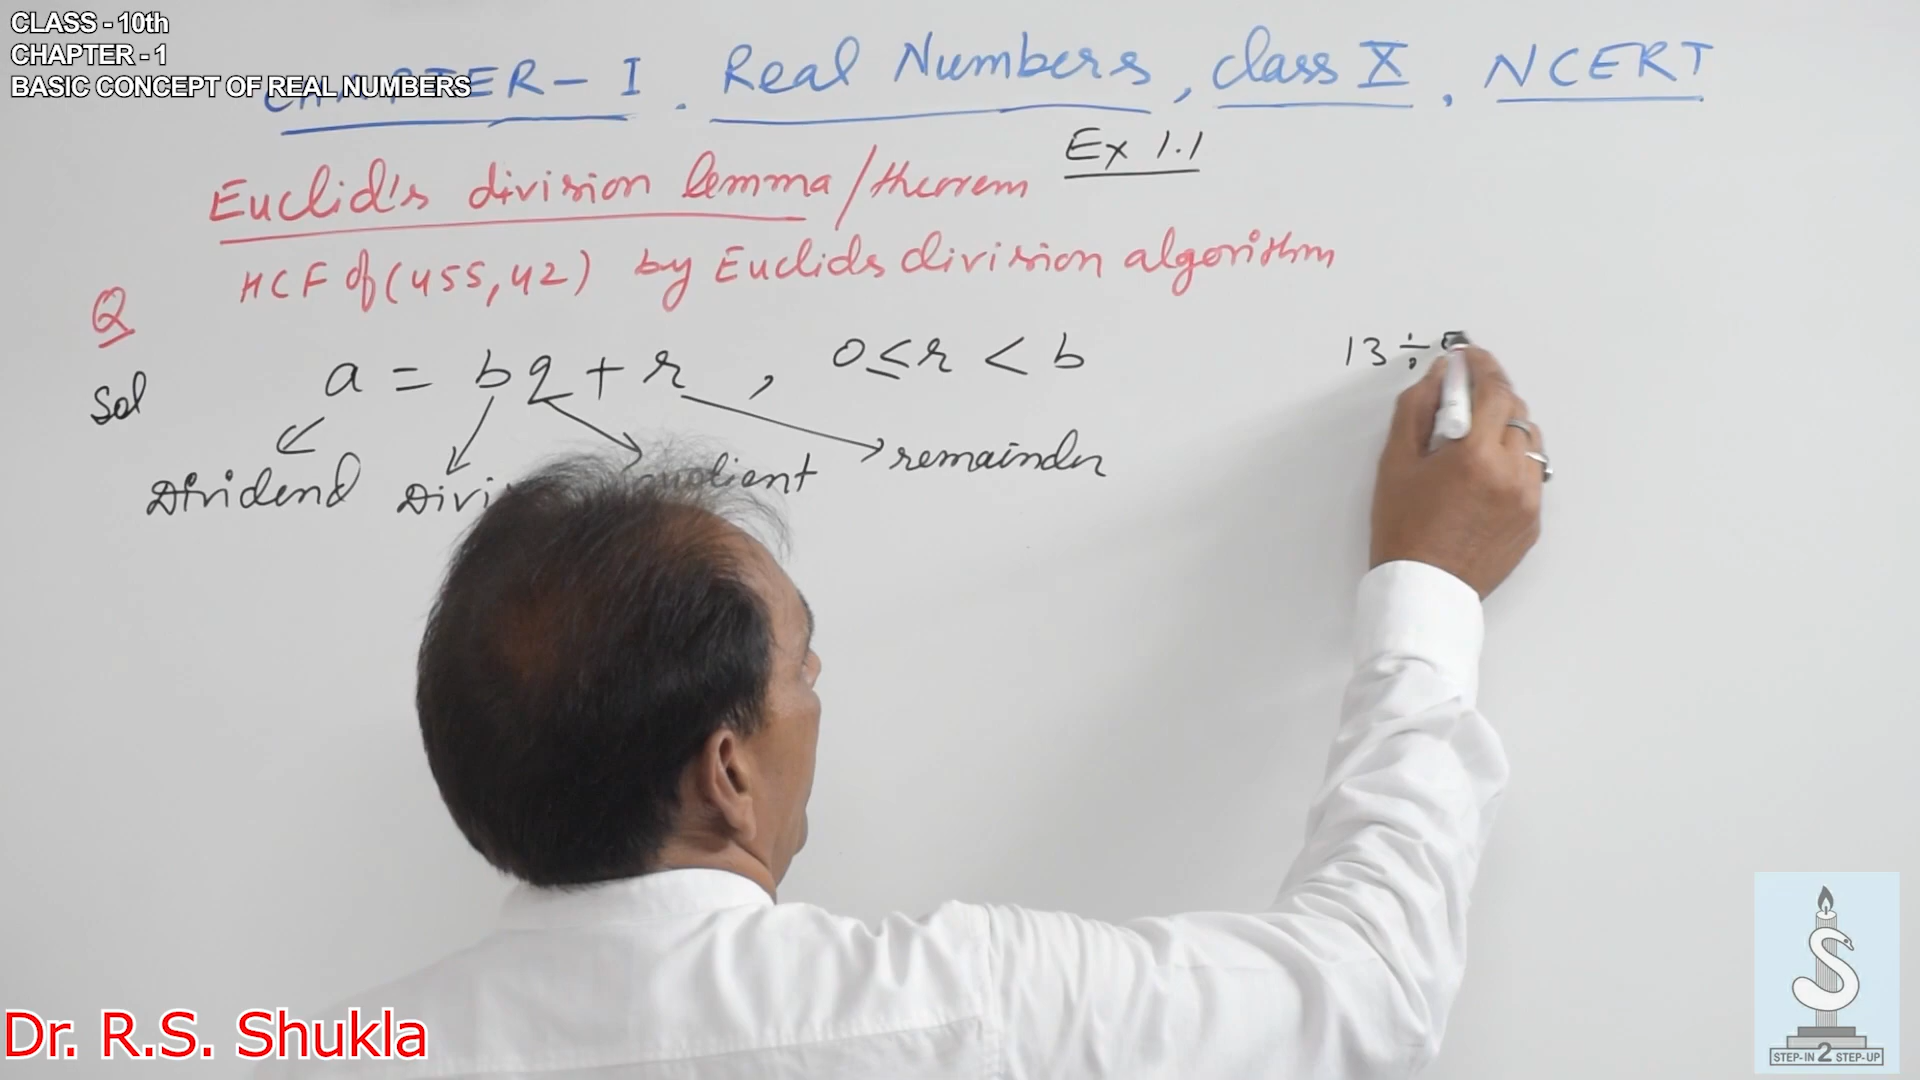 CLASS - 10th
CHAPTER - 1
BASIC CONCEPT OF REAL NUMBERS
CHAPTER - I . Real Numbers, class X, NCERT
Ex 1.1
Euclid's division lemma/theorem
Q HCF of (455, 42) by Euclids division algorithm
Sol a = bq + r , 0 ≤ r < b
13 ÷
Dividend quotient remainder
Dr. R.S. Shukla
STEP-IN 2 STEP-UP